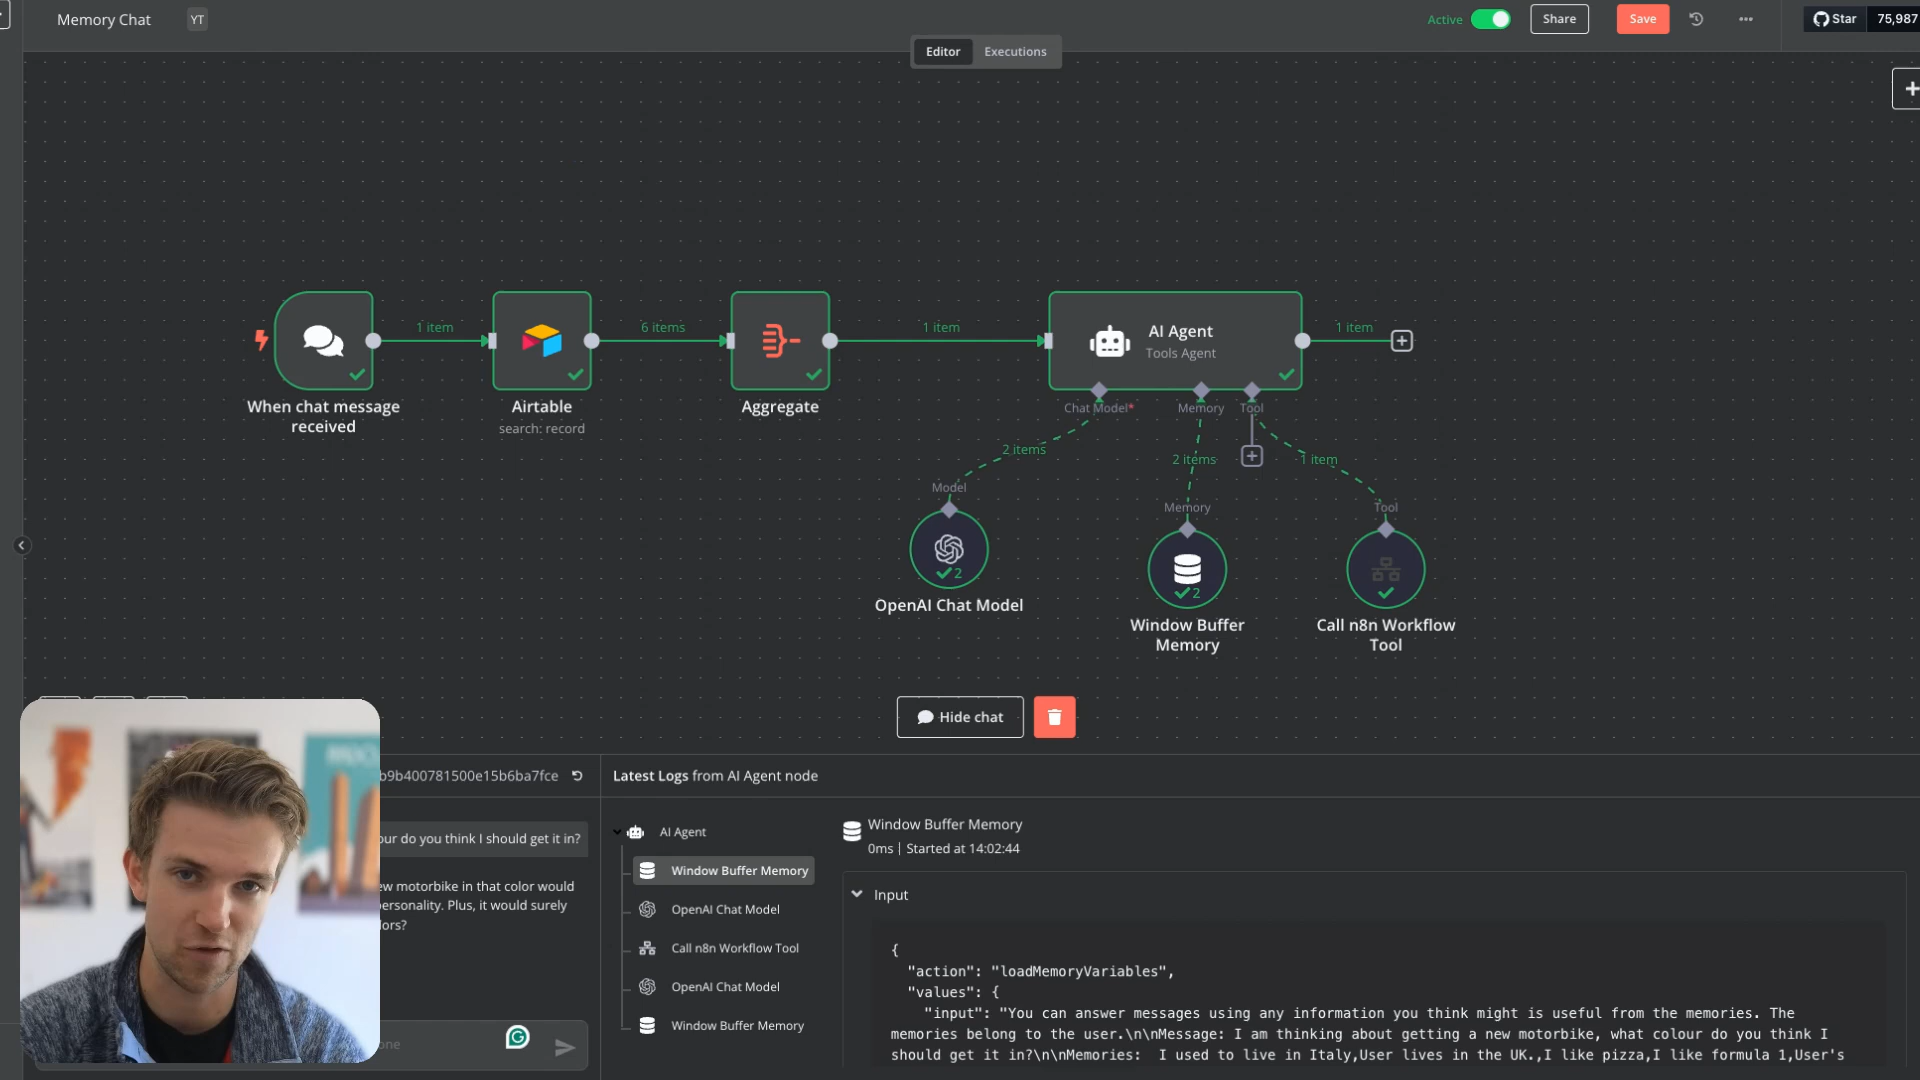 Memory Chat
YT
Active
Share
Save
Star
75,987
Editor
Executions
1 item
6 items
1 item
1 item
AI Agent
Tools Agent
When chat message
received
Airtable
search: record
Aggregate
Chat Model*
Memory
Tool
2 items
2 items
1 item
Model
Memory
Tool
2
2
OpenAI Chat Model
Window Buffer
Memory
Call n8n Workflow
Tool
Hide chat
b9b400781500e15b6ba7fce
Latest Logs from AI Agent node
our do you think I should get it in?
ew motorbike in that color would
ersonality. Plus, it would surely
lors?
one
AI Agent
Window Buffer Memory
OpenAI Chat Model
Call n8n Workflow Tool
OpenAI Chat Model
Window Buffer Memory
Window Buffer Memory
0ms | Started at 14:02:44
Input
{
"action": "loadMemoryVariables",
"values": {
"input": "You can answer messages using any information you think might is useful from the memories. The
memories belong to the user.\n\nMessage: I am thinking about getting a new motorbike, what colour do you think I
should get it in?\n\nMemories:  I used to live in Italy,User lives in the UK.,I like pizza,I like formula 1,User's